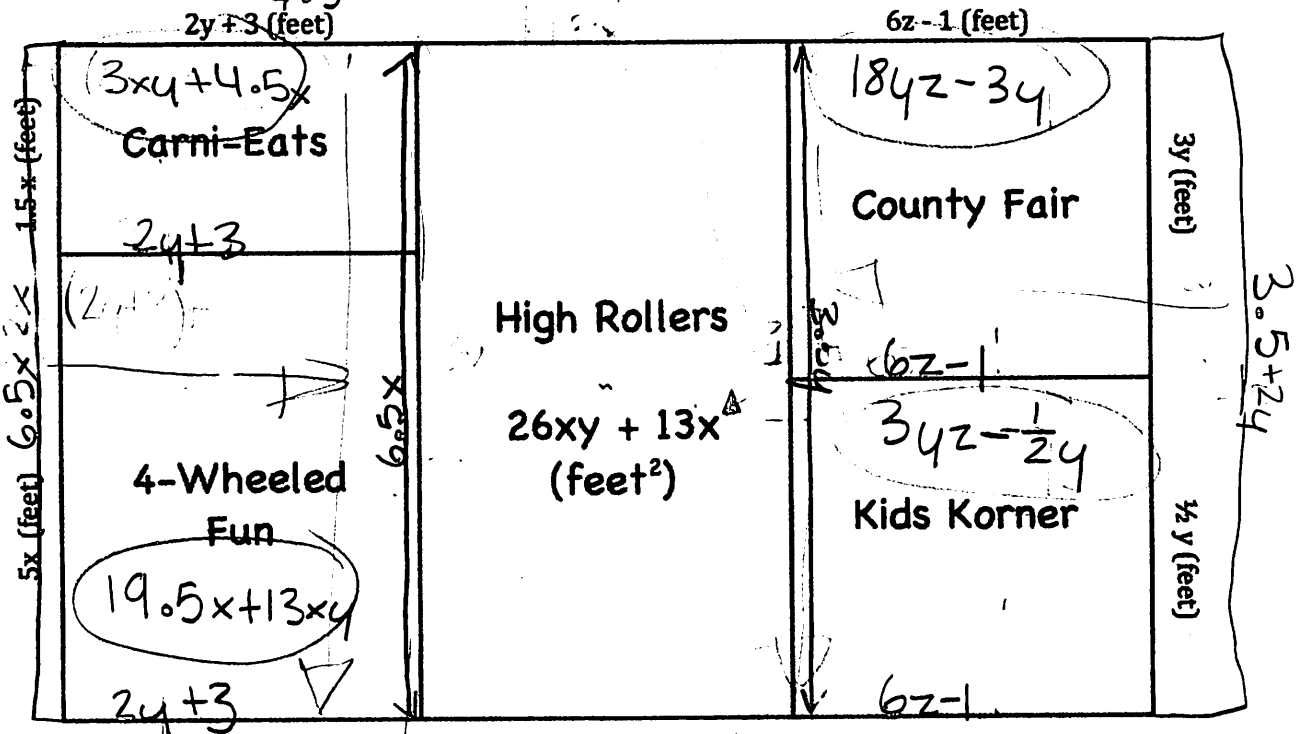 2y + 3 (feet)
6z - 1 (feet)
3xy+4.5x
Carni-Eats
2y+3
1.5 x (feet)
6.5x
5x (feet)
4-Wheeled
Fun
19.5x+13xy
2y+3
6.5x
High Rollers
26xy + 13x
(feet²)
18yz-3y
County Fair
6z-1
3y (feet)
3yz-1/2y
Kids Korner
6z-1
½ y (feet)
3.5+2y